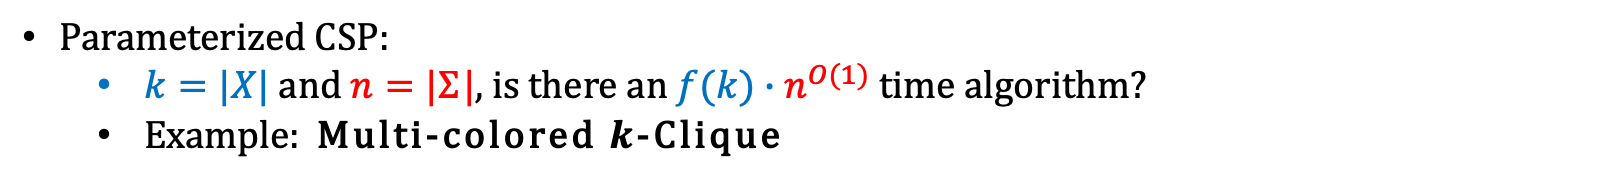 • Parameterized CSP:
• k = |X| and n = |Σ|, is there an f(k) · n^{O(1)} time algorithm?
• Example: Multi-colored k-Clique